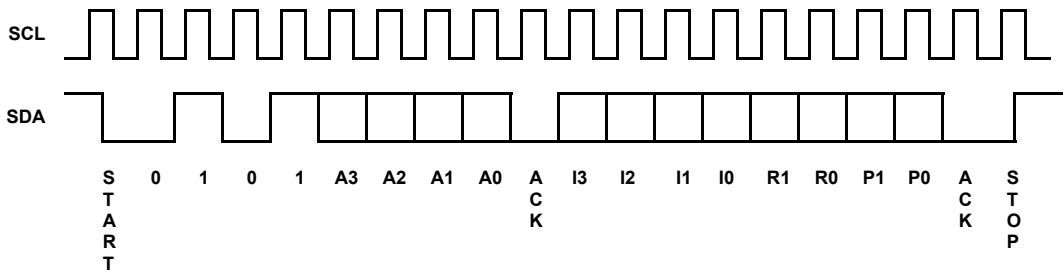 SCL
SDA
START 0 1 0 1 A3 A2 A1 A0 ACK I3 I2 I1 I0 R1 R0 P1 P0 ACK STOP